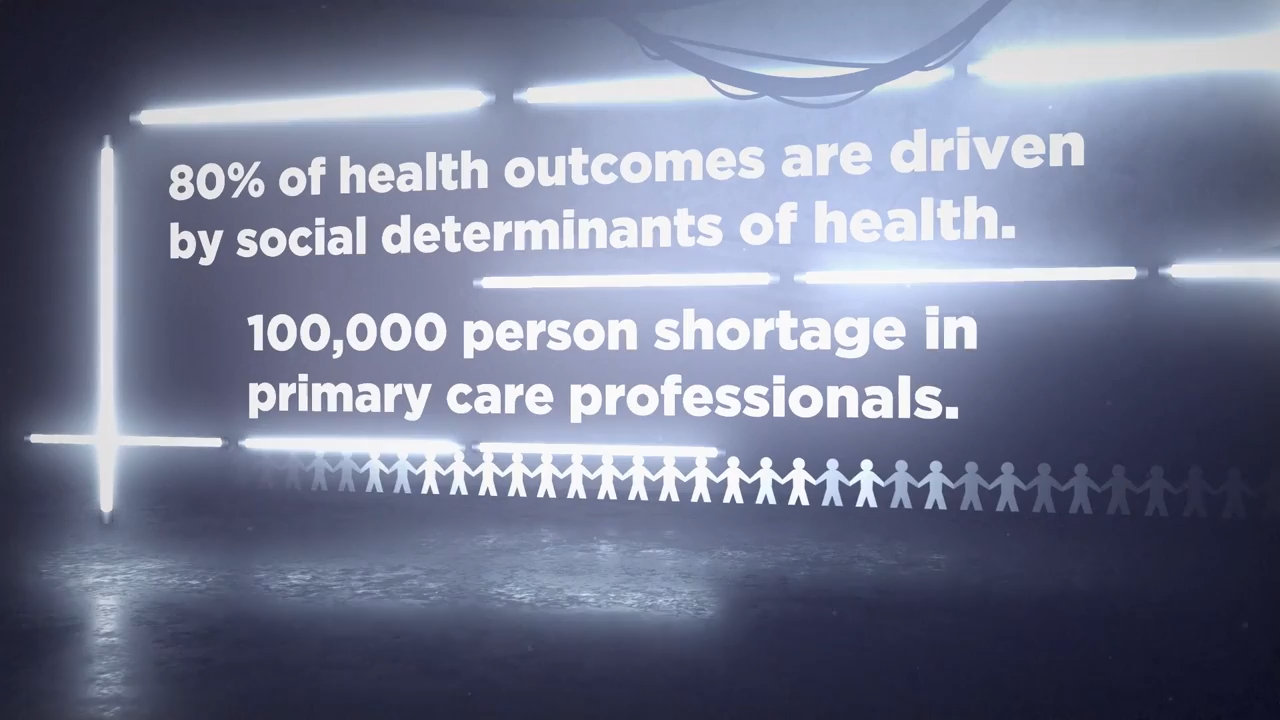 80% of health outcomes are driven
by social determinants of health.
100,000 person shortage in
primary care professionals.